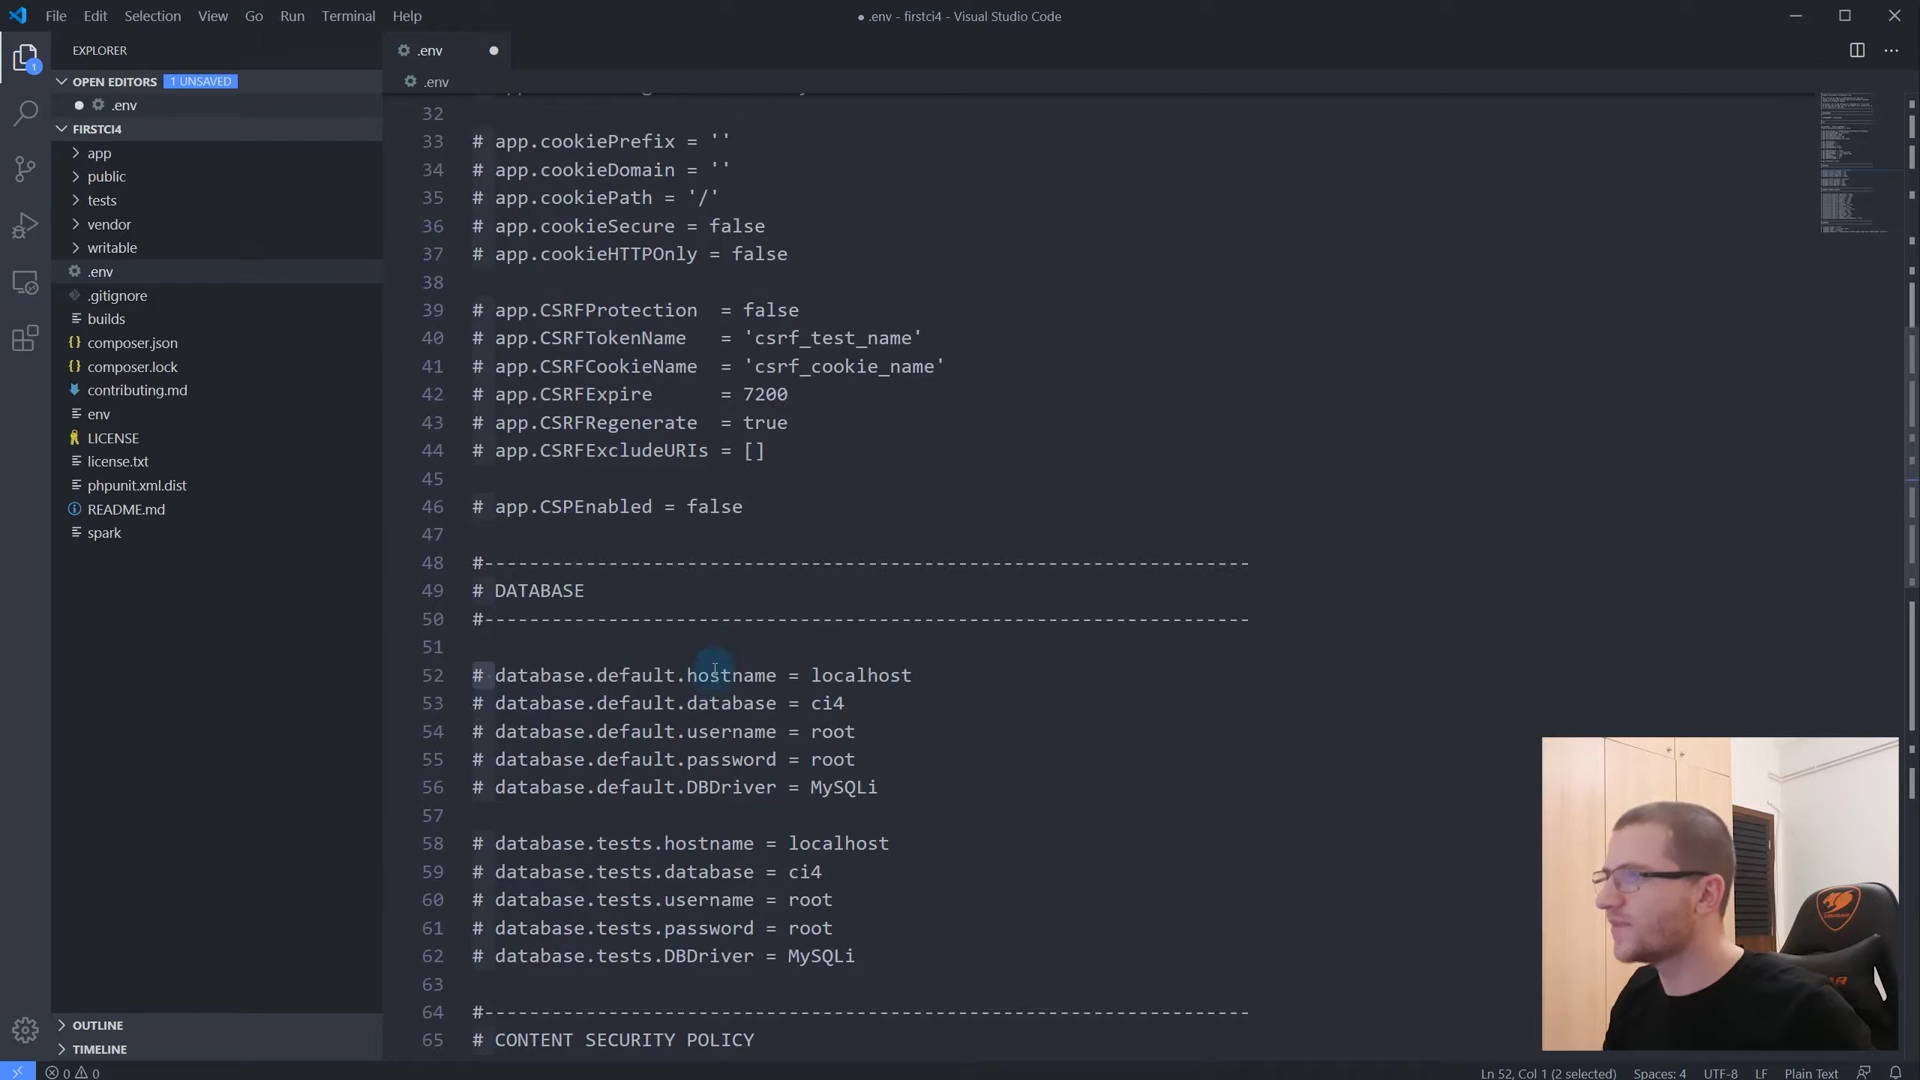 File Edit Selection View Go Run Terminal Help
● .env - firstci4 - Visual Studio Code
EXPLORER
OPEN EDITORS 1 UNSAVED
.env
FIRSTCI4
app
public
tests
vendor
writable
.env
.gitignore
builds
composer.json
composer.lock
contributing.md
env
LICENSE
license.txt
phpunit.xml.dist
README.md
spark
OUTLINE
TIMELINE
1
.env
.env
32
33 # app.cookiePrefix = ''
34 # app.cookieDomain = ''
35 # app.cookiePath = '/'
36 # app.cookieSecure = false
37 # app.cookieHTTPOnly = false
38
39 # app.CSRFProtection  = false
40 # app.CSRFTokenName   = 'csrf_test_name'
41 # app.CSRFCookieName  = 'csrf_cookie_name'
42 # app.CSRFExpire      = 7200
43 # app.CSRFRegenerate  = true
44 # app.CSRFExcludeURIs = []
45
46 # app.CSPEnabled = false
47
48 #--------------------------------------------------------------------
49 # DATABASE
50 #--------------------------------------------------------------------
51
52 # database.default.hostname = localhost
53 # database.default.database = ci4
54 # database.default.username = root
55 # database.default.password = root
56 # database.default.DBDriver = MySQLi
57
58 # database.tests.hostname = localhost
59 # database.tests.database = ci4
60 # database.tests.username = root
61 # database.tests.password = root
62 # database.tests.DBDriver = MySQLi
63
64 #--------------------------------------------------------------------
65 # CONTENT SECURITY POLICY
COUGAR
0 0
Ln 52, Col 1 (2 selected) Spaces: 4 UTF-8 LF Plain Text